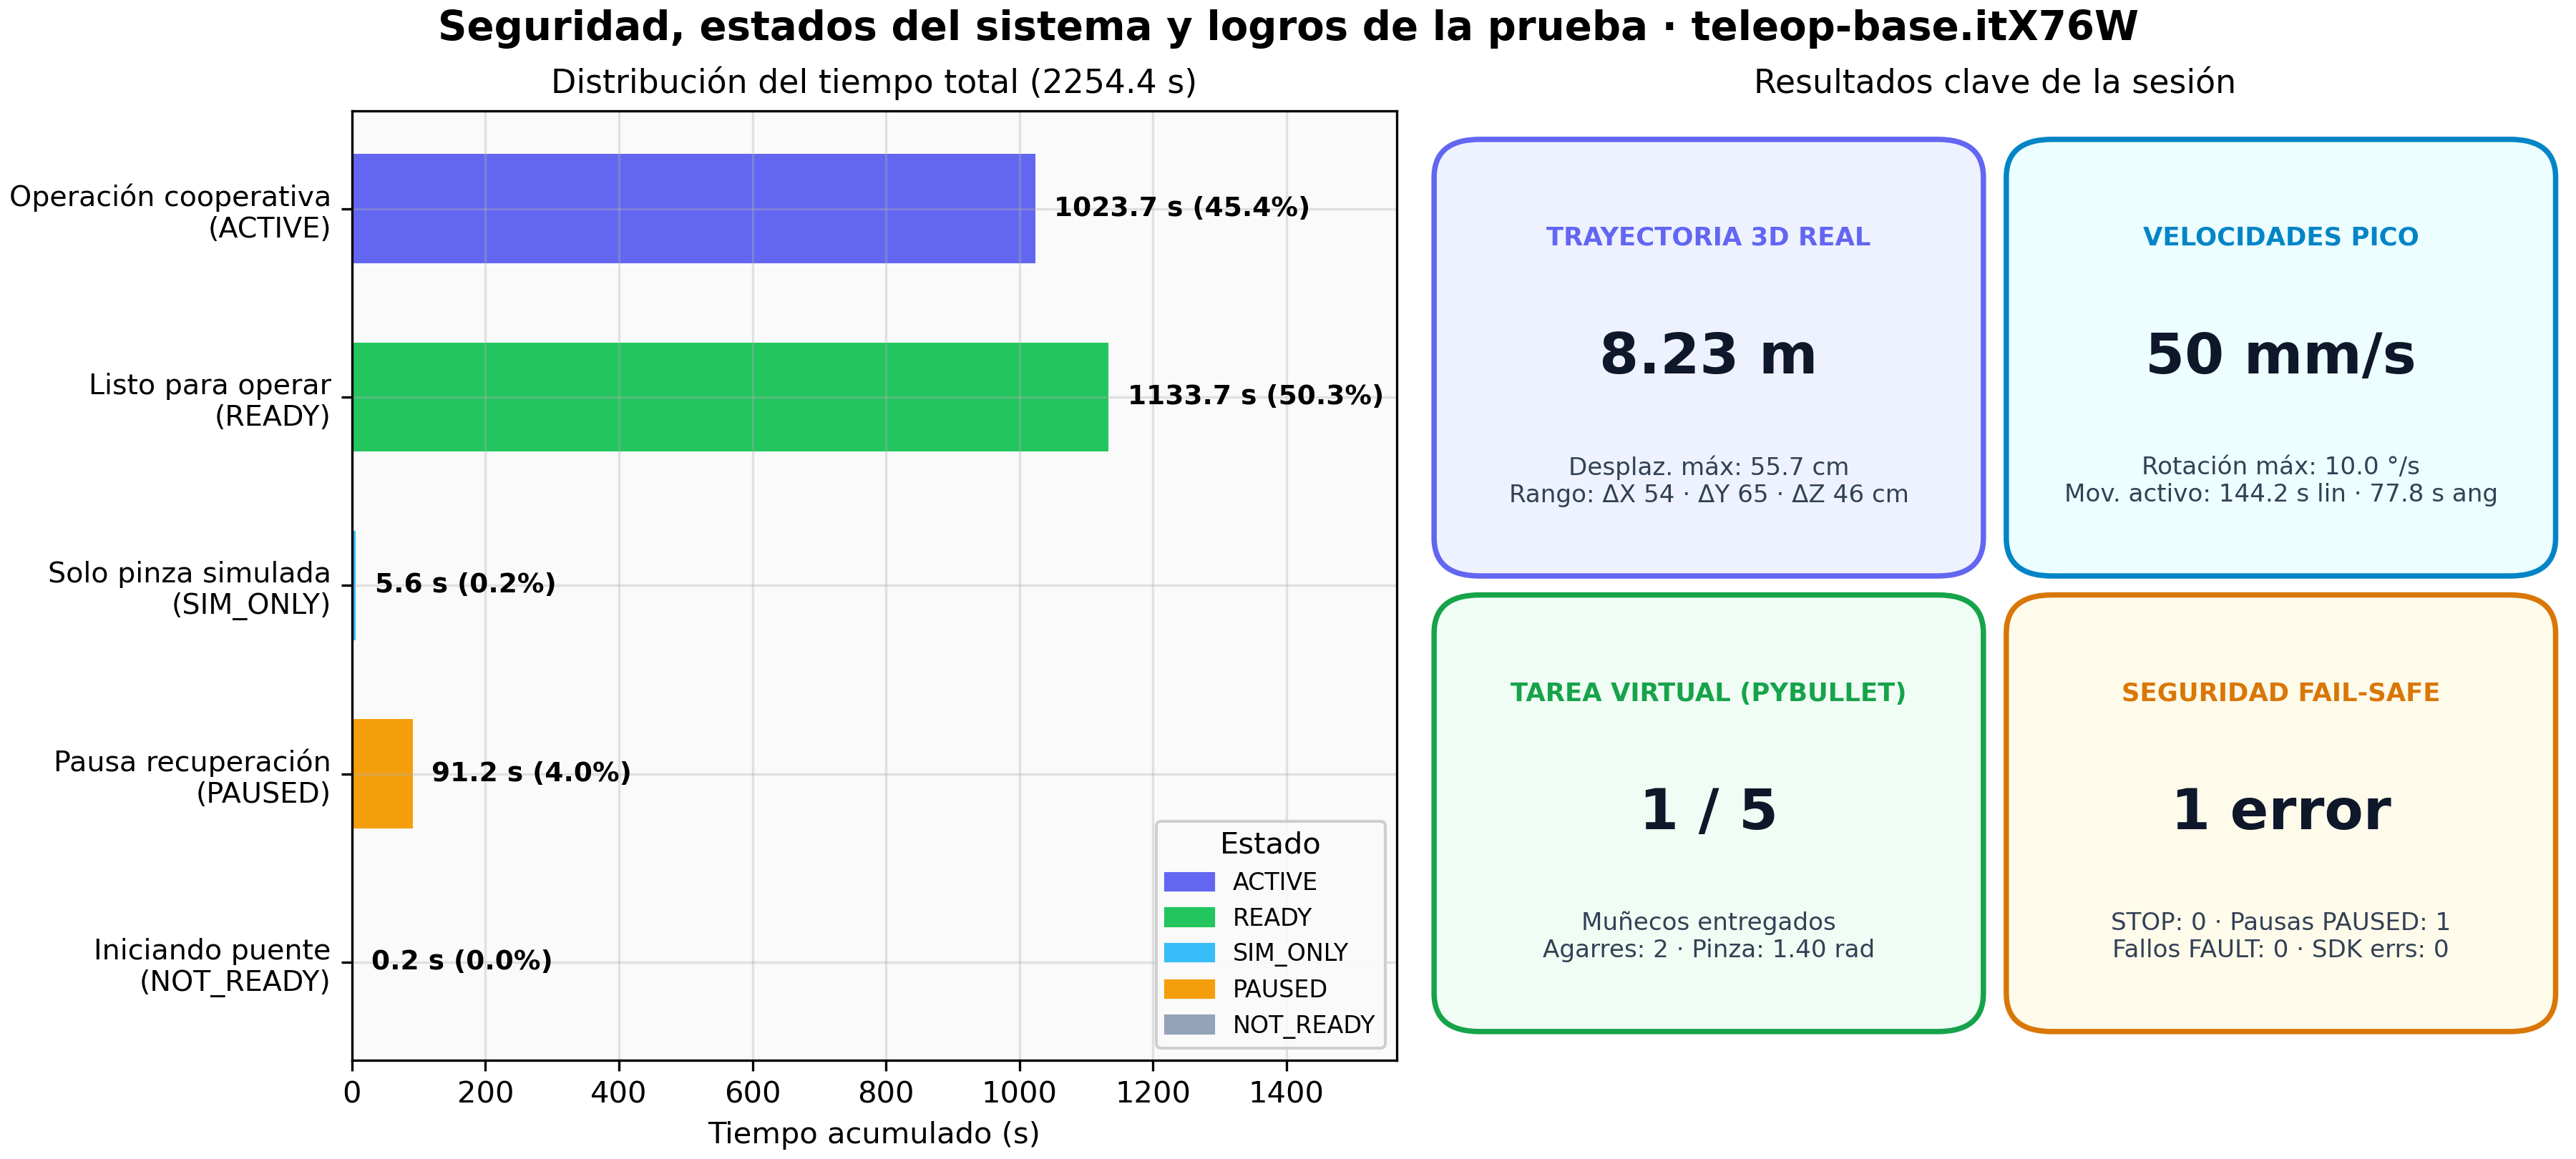 Seguridad, estados del sistema y logros de la prueba · teleop-base.itX76W
Distribución del tiempo total (2254.4 s)
Operación cooperativa
(ACTIVE)
1023.7 s (45.4%)
Listo para operar
(READY)
1133.7 s (50.3%)
Solo pinza simulada
(SIM_ONLY)
5.6 s (0.2%)
Pausa recuperación
(PAUSED)
91.2 s (4.0%)
Iniciando puente
(NOT_READY)
0.2 s (0.0%)
Estado
ACTIVE
READY
SIM_ONLY
PAUSED
NOT_READY
0 200 400 600 800 1000 1200 1400
Tiempo acumulado (s)
Resultados clave de la sesión
TRAYECTORIA 3D REAL
8.23 m
Desplaz. máx: 55.7 cm
Rango: ΔX 54 · ΔY 65 · ΔZ 46 cm
VELOCIDADES PICO
50 mm/s
Rotación máx: 10.0 °/s
Mov. activo: 144.2 s lin · 77.8 s ang
TAREA VIRTUAL (PYBULLET)
1 / 5
Muñecos entregados
Agarres: 2 · Pinza: 1.40 rad
SEGURIDAD FAIL-SAFE
1 error
STOP: 0 · Pausas PAUSED: 1
Fallos FAULT: 0 · SDK errs: 0